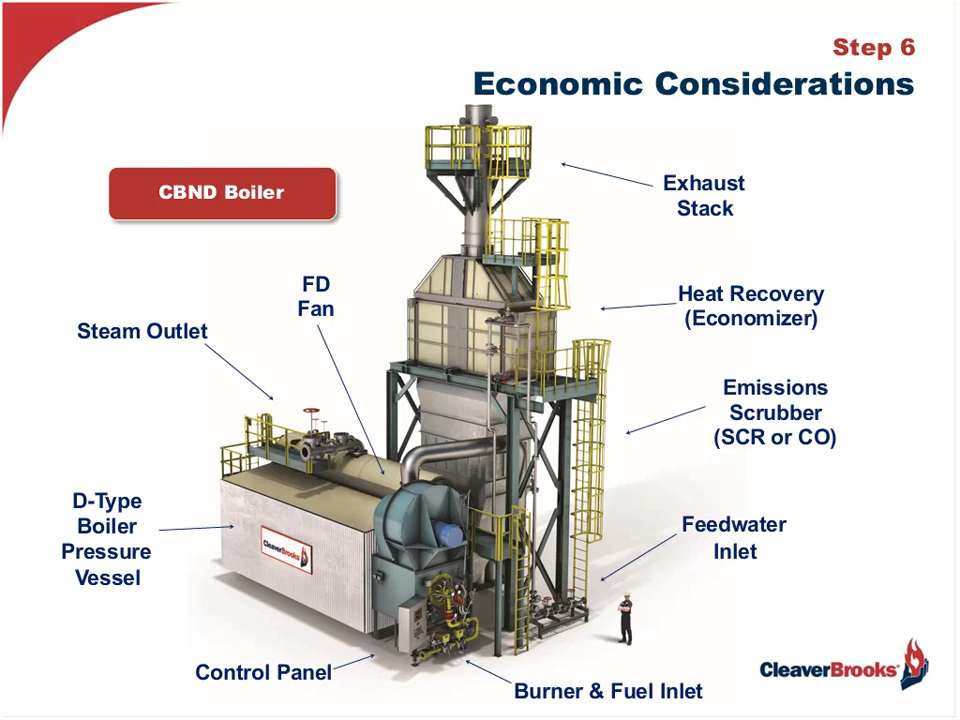 Step 6
Economic Considerations
CBND Boiler
Exhaust
Stack
FD
Fan
Heat Recovery
(Economizer)
Steam Outlet
Emissions
Scrubber
(SCR or CO)
D-Type
Boiler
Pressure
Vessel
Feedwater
Inlet
CleaverBrooks
Control Panel
Burner & Fuel Inlet
CleaverBrooks